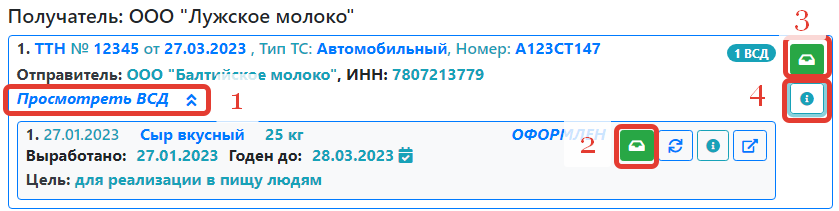 Получатель: ООО "Лужское молоко"
3
1. ТТН № 12345 от 27.03.2023 , Тип ТС: Автомобильный, Номер: А123СТ147 1 ВСД
Отправитель: ООО "Балтийское молоко", ИНН: 7807213779
Просмотреть ВСД 1 4
1. 27.01.2023 Сыр вкусный 25 кг ОФОРМЛЕН
2
Выработано: 27.01.2023 Годен до: 28.03.2023
Цель: для реализации в пищу людям